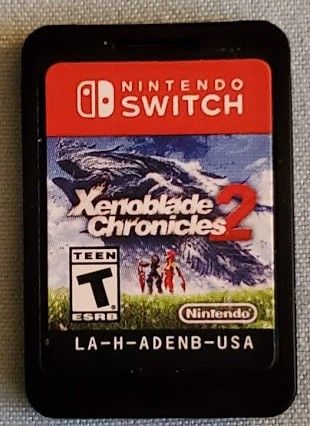 NINTENDO
SWITCH
Xenoblade
Chronicles 2
TEEN
T
ESRB
Nintendo
LA-H-ADENB-USA